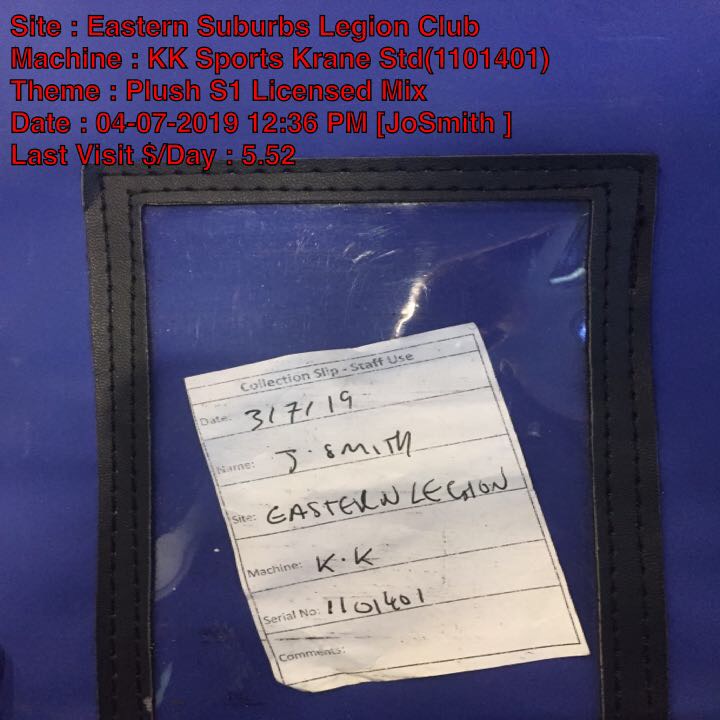 Site : Eastern Suburbs Legion Club
Machine : KK Sports Krane Std(1101401)
Theme : Plush S1 Licensed Mix
Date : 04-07-2019 12:36 PM [JoSmith ]
Last Visit $/Day : 5.52
Collection Slip - Staff Use
Date: 3/7/19
Name: J. SMITH
Site: EASTERN LEGION
Machine: K.K
Serial No: 1101401
Comments: